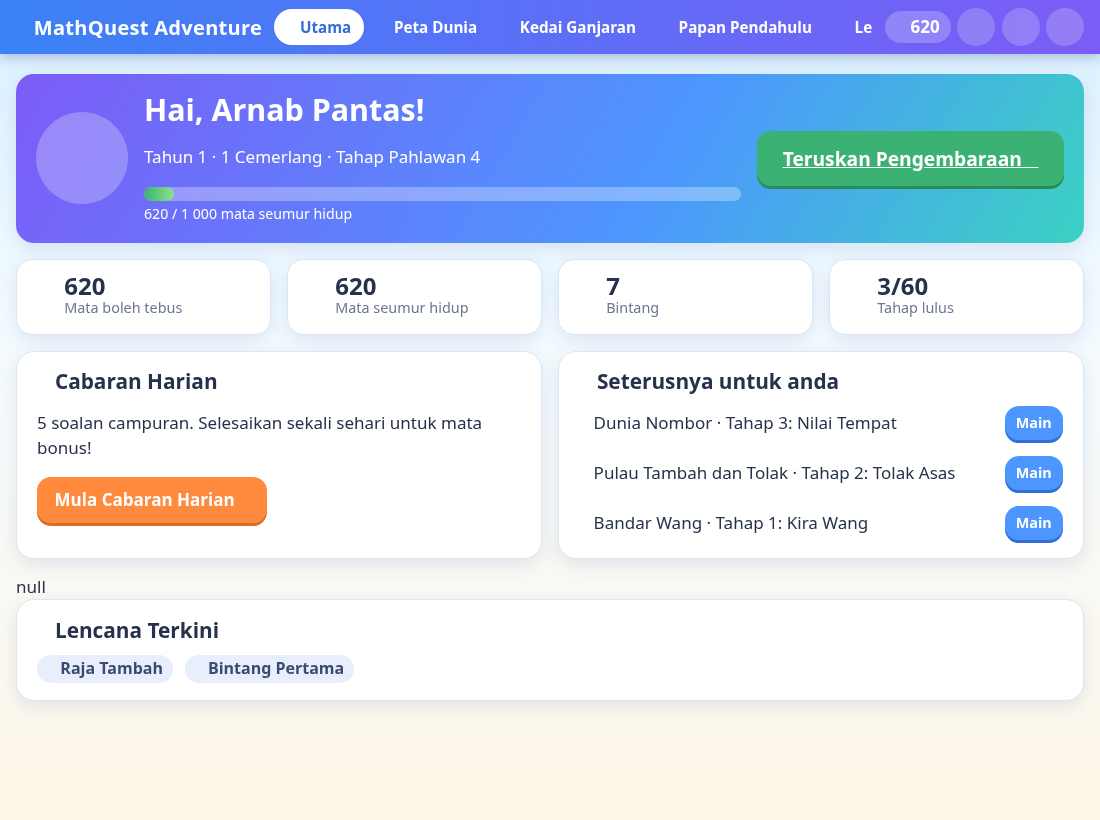 MathQuest Adventure Utama Peta Dunia Kedai Ganjaran Papan Pendahulu Le 620
Hai, Arnab Pantas!
Tahun 1 · 1 Cemerlang · Tahap Pahlawan 4
620 / 1 000 mata seumur hidup
Teruskan Pengembaraan
620
Mata boleh tebus
620
Mata seumur hidup
7
Bintang
3/60
Tahap lulus
Cabaran Harian
5 soalan campuran. Selesaikan sekali sehari untuk mata
bonus!
Mula Cabaran Harian
Seterusnya untuk anda
Dunia Nombor · Tahap 3: Nilai Tempat Main
Pulau Tambah dan Tolak · Tahap 2: Tolak Asas Main
Bandar Wang · Tahap 1: Kira Wang Main
null
Lencana Terkini
Raja Tambah Bintang Pertama